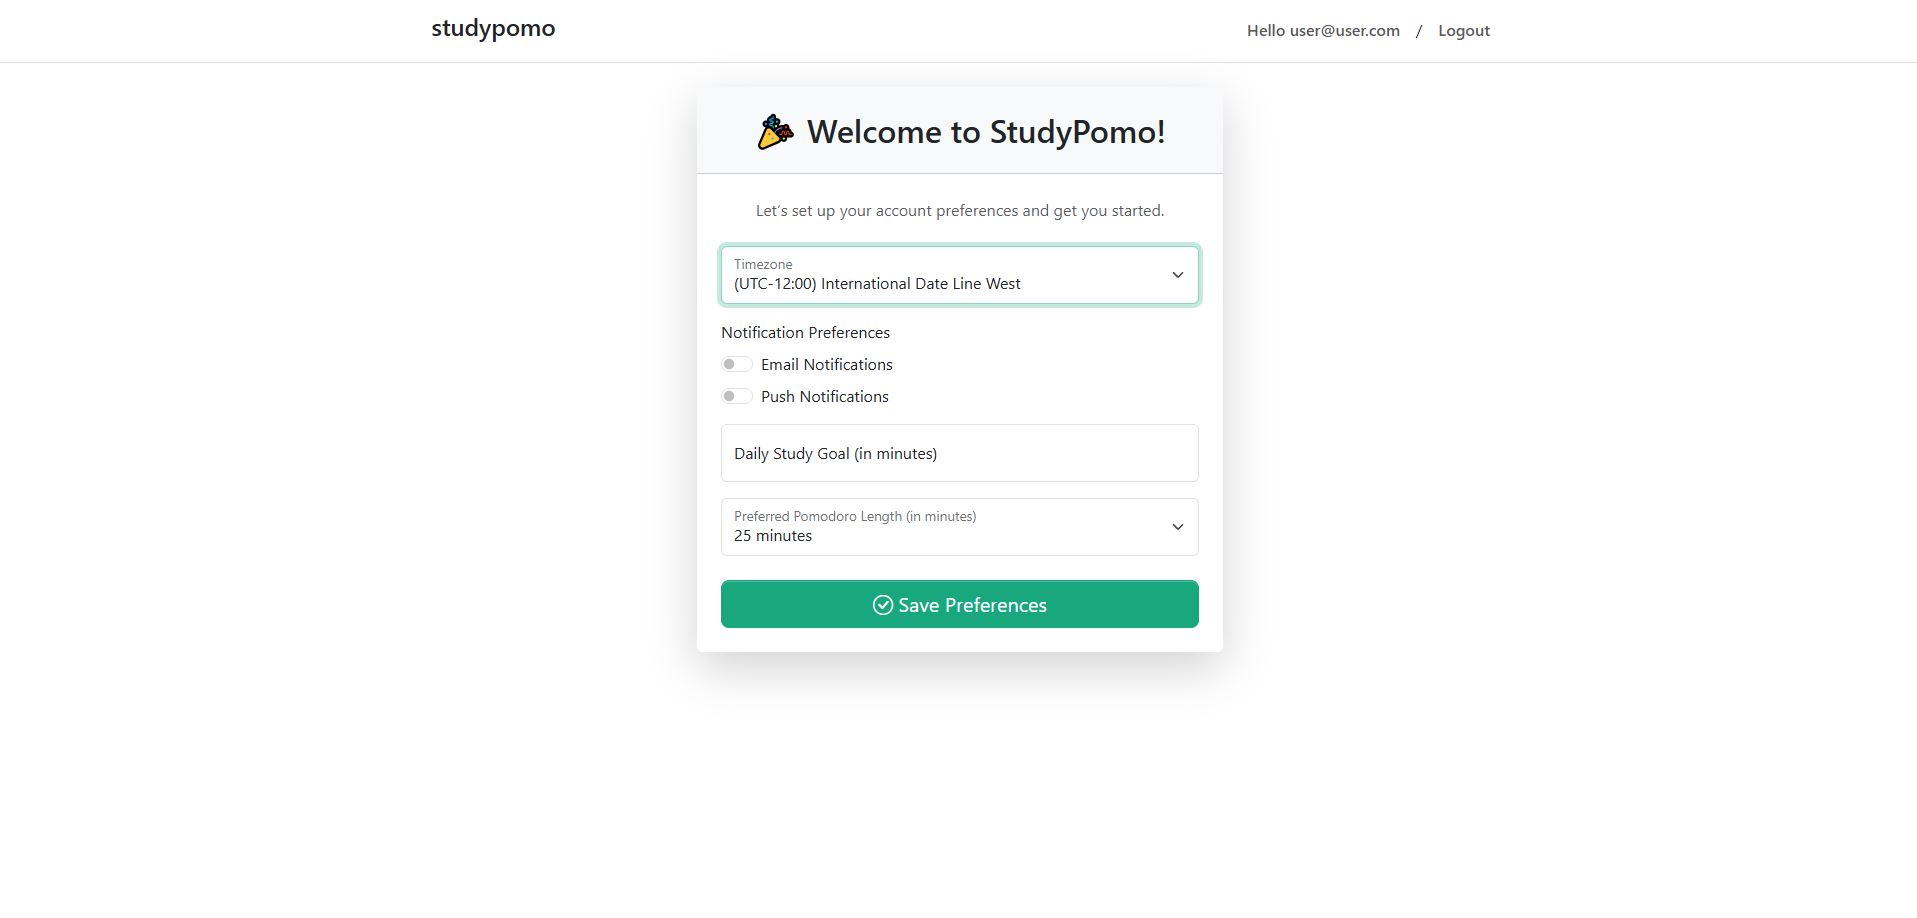 studypomo
Hello user@user.com / Logout
Welcome to StudyPomo!
Let's set up your account preferences and get you started.
Timezone
(UTC-12:00) International Date Line West
Notification Preferences
Email Notifications
Push Notifications
Daily Study Goal (in minutes)
Preferred Pomodoro Length (in minutes)
25 minutes
Save Preferences